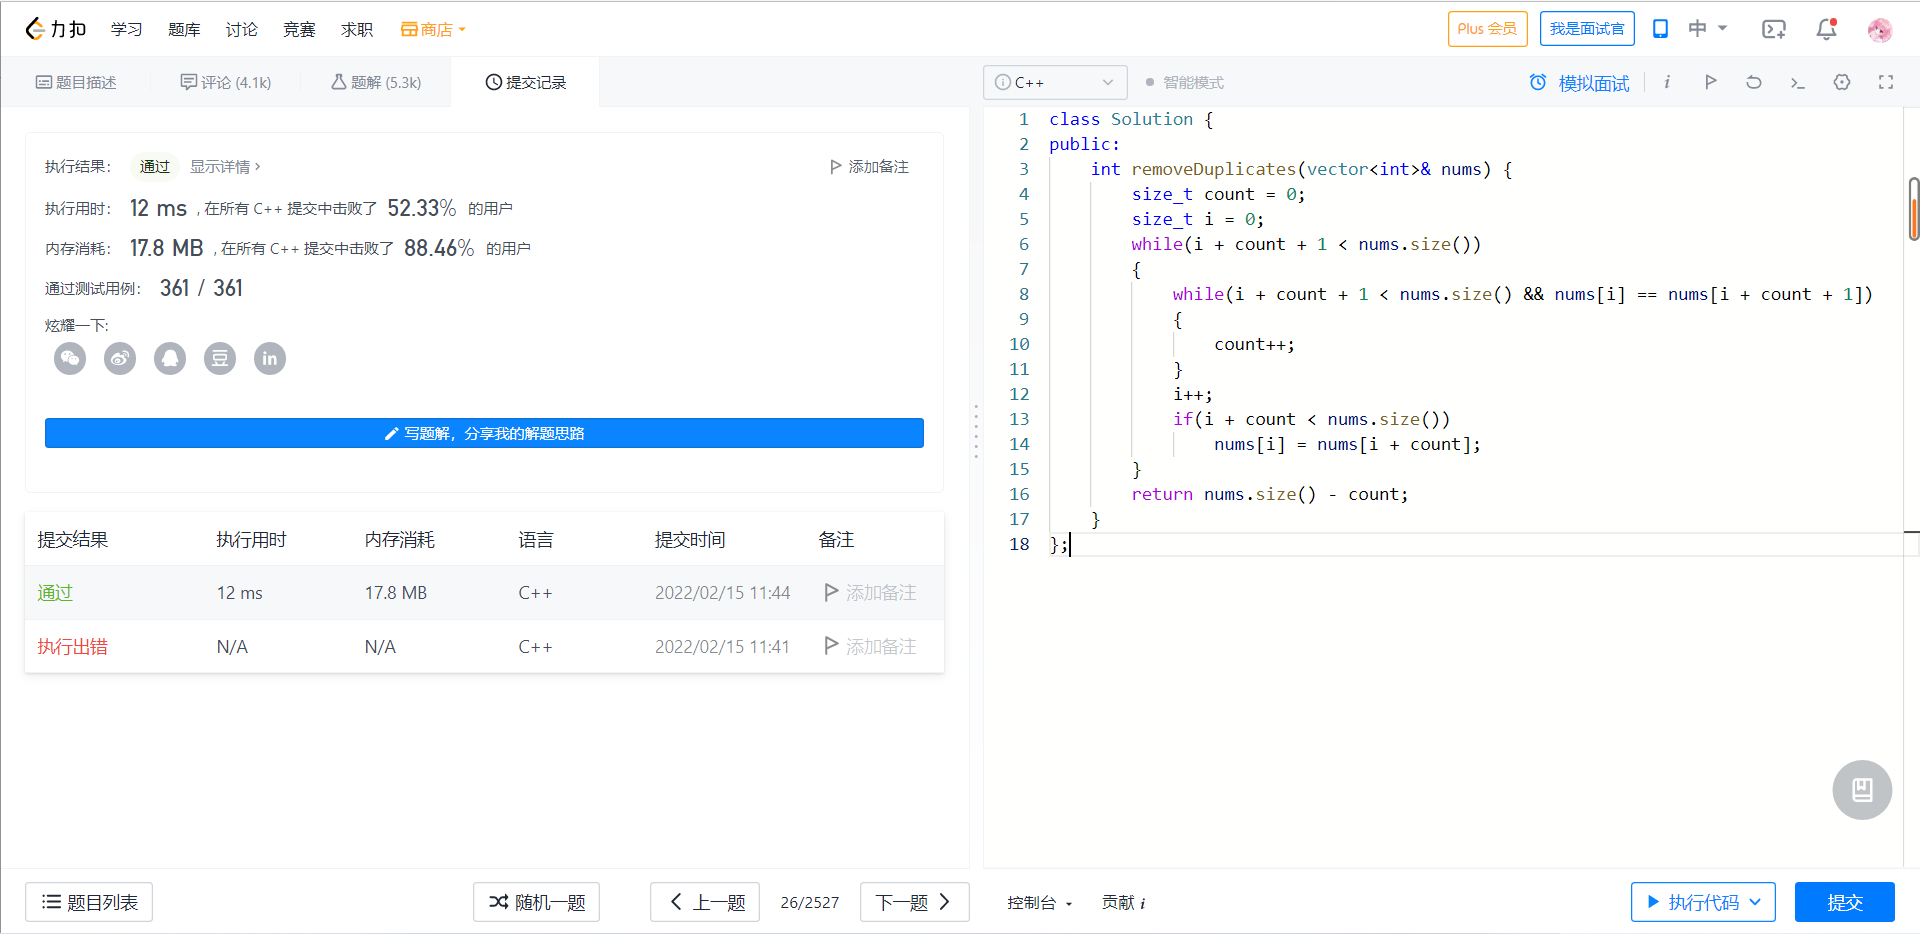 力扣 学习 题库 讨论 竞赛 求职 商店 Plus 会员 我是面试官 中
题目描述 评论 (4.1k) 题解 (5.3k) 提交记录
执行结果： 通过 显示详情 › 添加备注
执行用时： 12 ms , 在所有 C++ 提交中击败了 52.33% 的用户
内存消耗： 17.8 MB , 在所有 C++ 提交中击败了 88.46% 的用户
通过测试用例： 361 / 361
炫耀一下:
豆 in
写题解，分享我的解题思路
提交结果 执行用时 内存消耗 语言 提交时间 备注
通过 12 ms 17.8 MB C++ 2022/02/15 11:44 添加备注
执行出错 N/A N/A C++ 2022/02/15 11:41 添加备注
题目列表 随机一题 上一题 26/2527 下一题
i C++ 智能模式 模拟面试 i
1 class Solution {
2 public:
3     int removeDuplicates(vector<int>& nums) {
4         size_t count = 0;
5         size_t i = 0;
6         while(i + count + 1 < nums.size())
7         {
8             while(i + count + 1 < nums.size() && nums[i] == nums[i + count + 1])
9             {
10                 count++;
11             }
12             i++;
13             if(i + count < nums.size())
14                 nums[i] = nums[i + count];
15         }
16         return nums.size() - count;
17     }
18 };
控制台 贡献 i 执行代码 提交